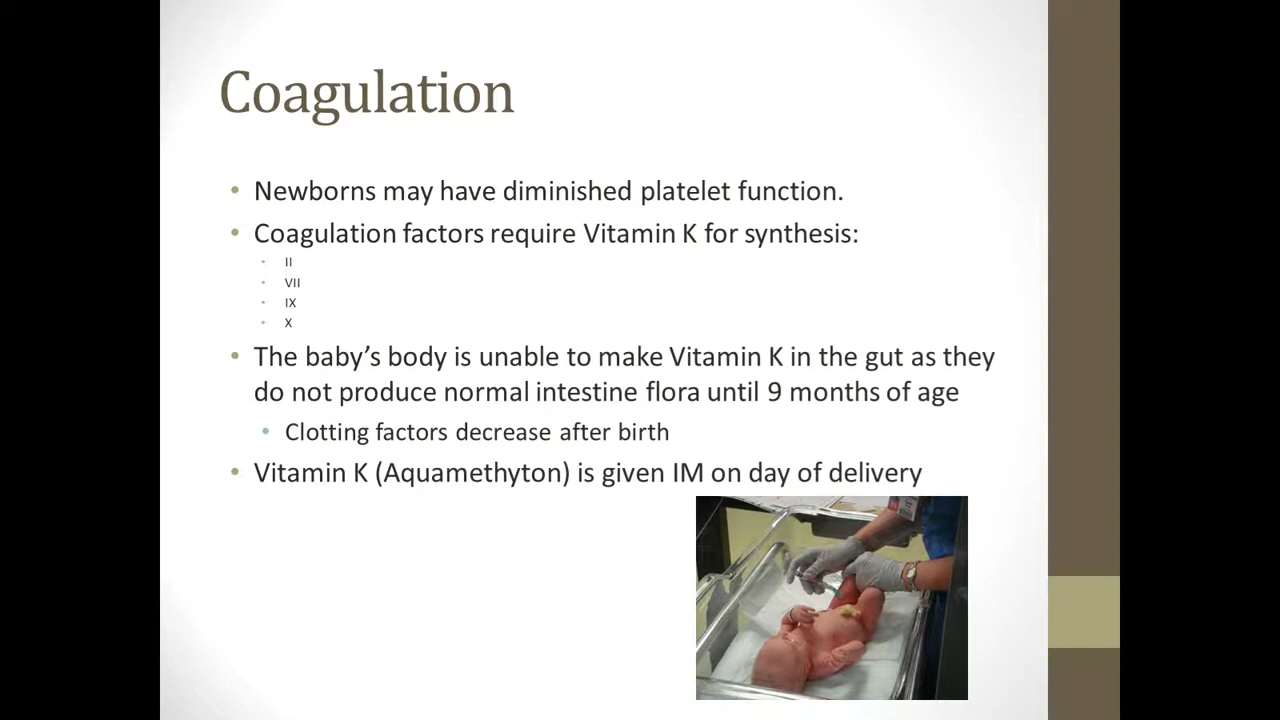 Coagulation
• Newborns may have diminished platelet function.
• Coagulation factors require Vitamin K for synthesis:
• II
• VII
• IX
• X
• The baby's body is unable to make Vitamin K in the gut as they
do not produce normal intestine flora until 9 months of age
• Clotting factors decrease after birth
• Vitamin K (Aquamethyton) is given IM on day of delivery